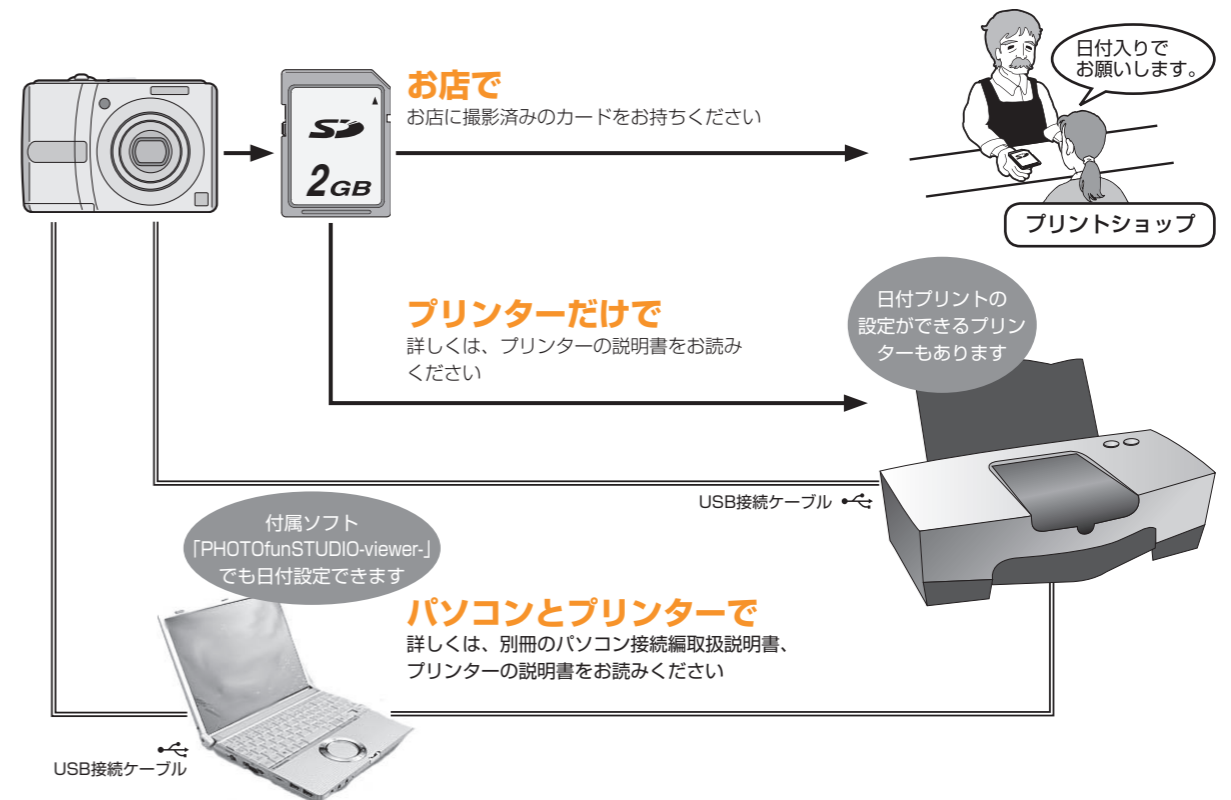 お店で
お店に撮影済みのカードをお持ちください
日付入りで
お願いします。
SD
2GB
プリントショップ
プリンターだけで
詳しくは、プリンターの説明書をお読み
ください
日付プリントの
設定ができるプリン
ターもあります
USB接続ケーブル
付属ソフト
「PHOTOfunSTUDIO-viewer-」
でも日付設定できます
パソコンとプリンターで
詳しくは、別冊のパソコン接続編取扱説明書、
プリンターの説明書をお読みください
USB接続ケーブル